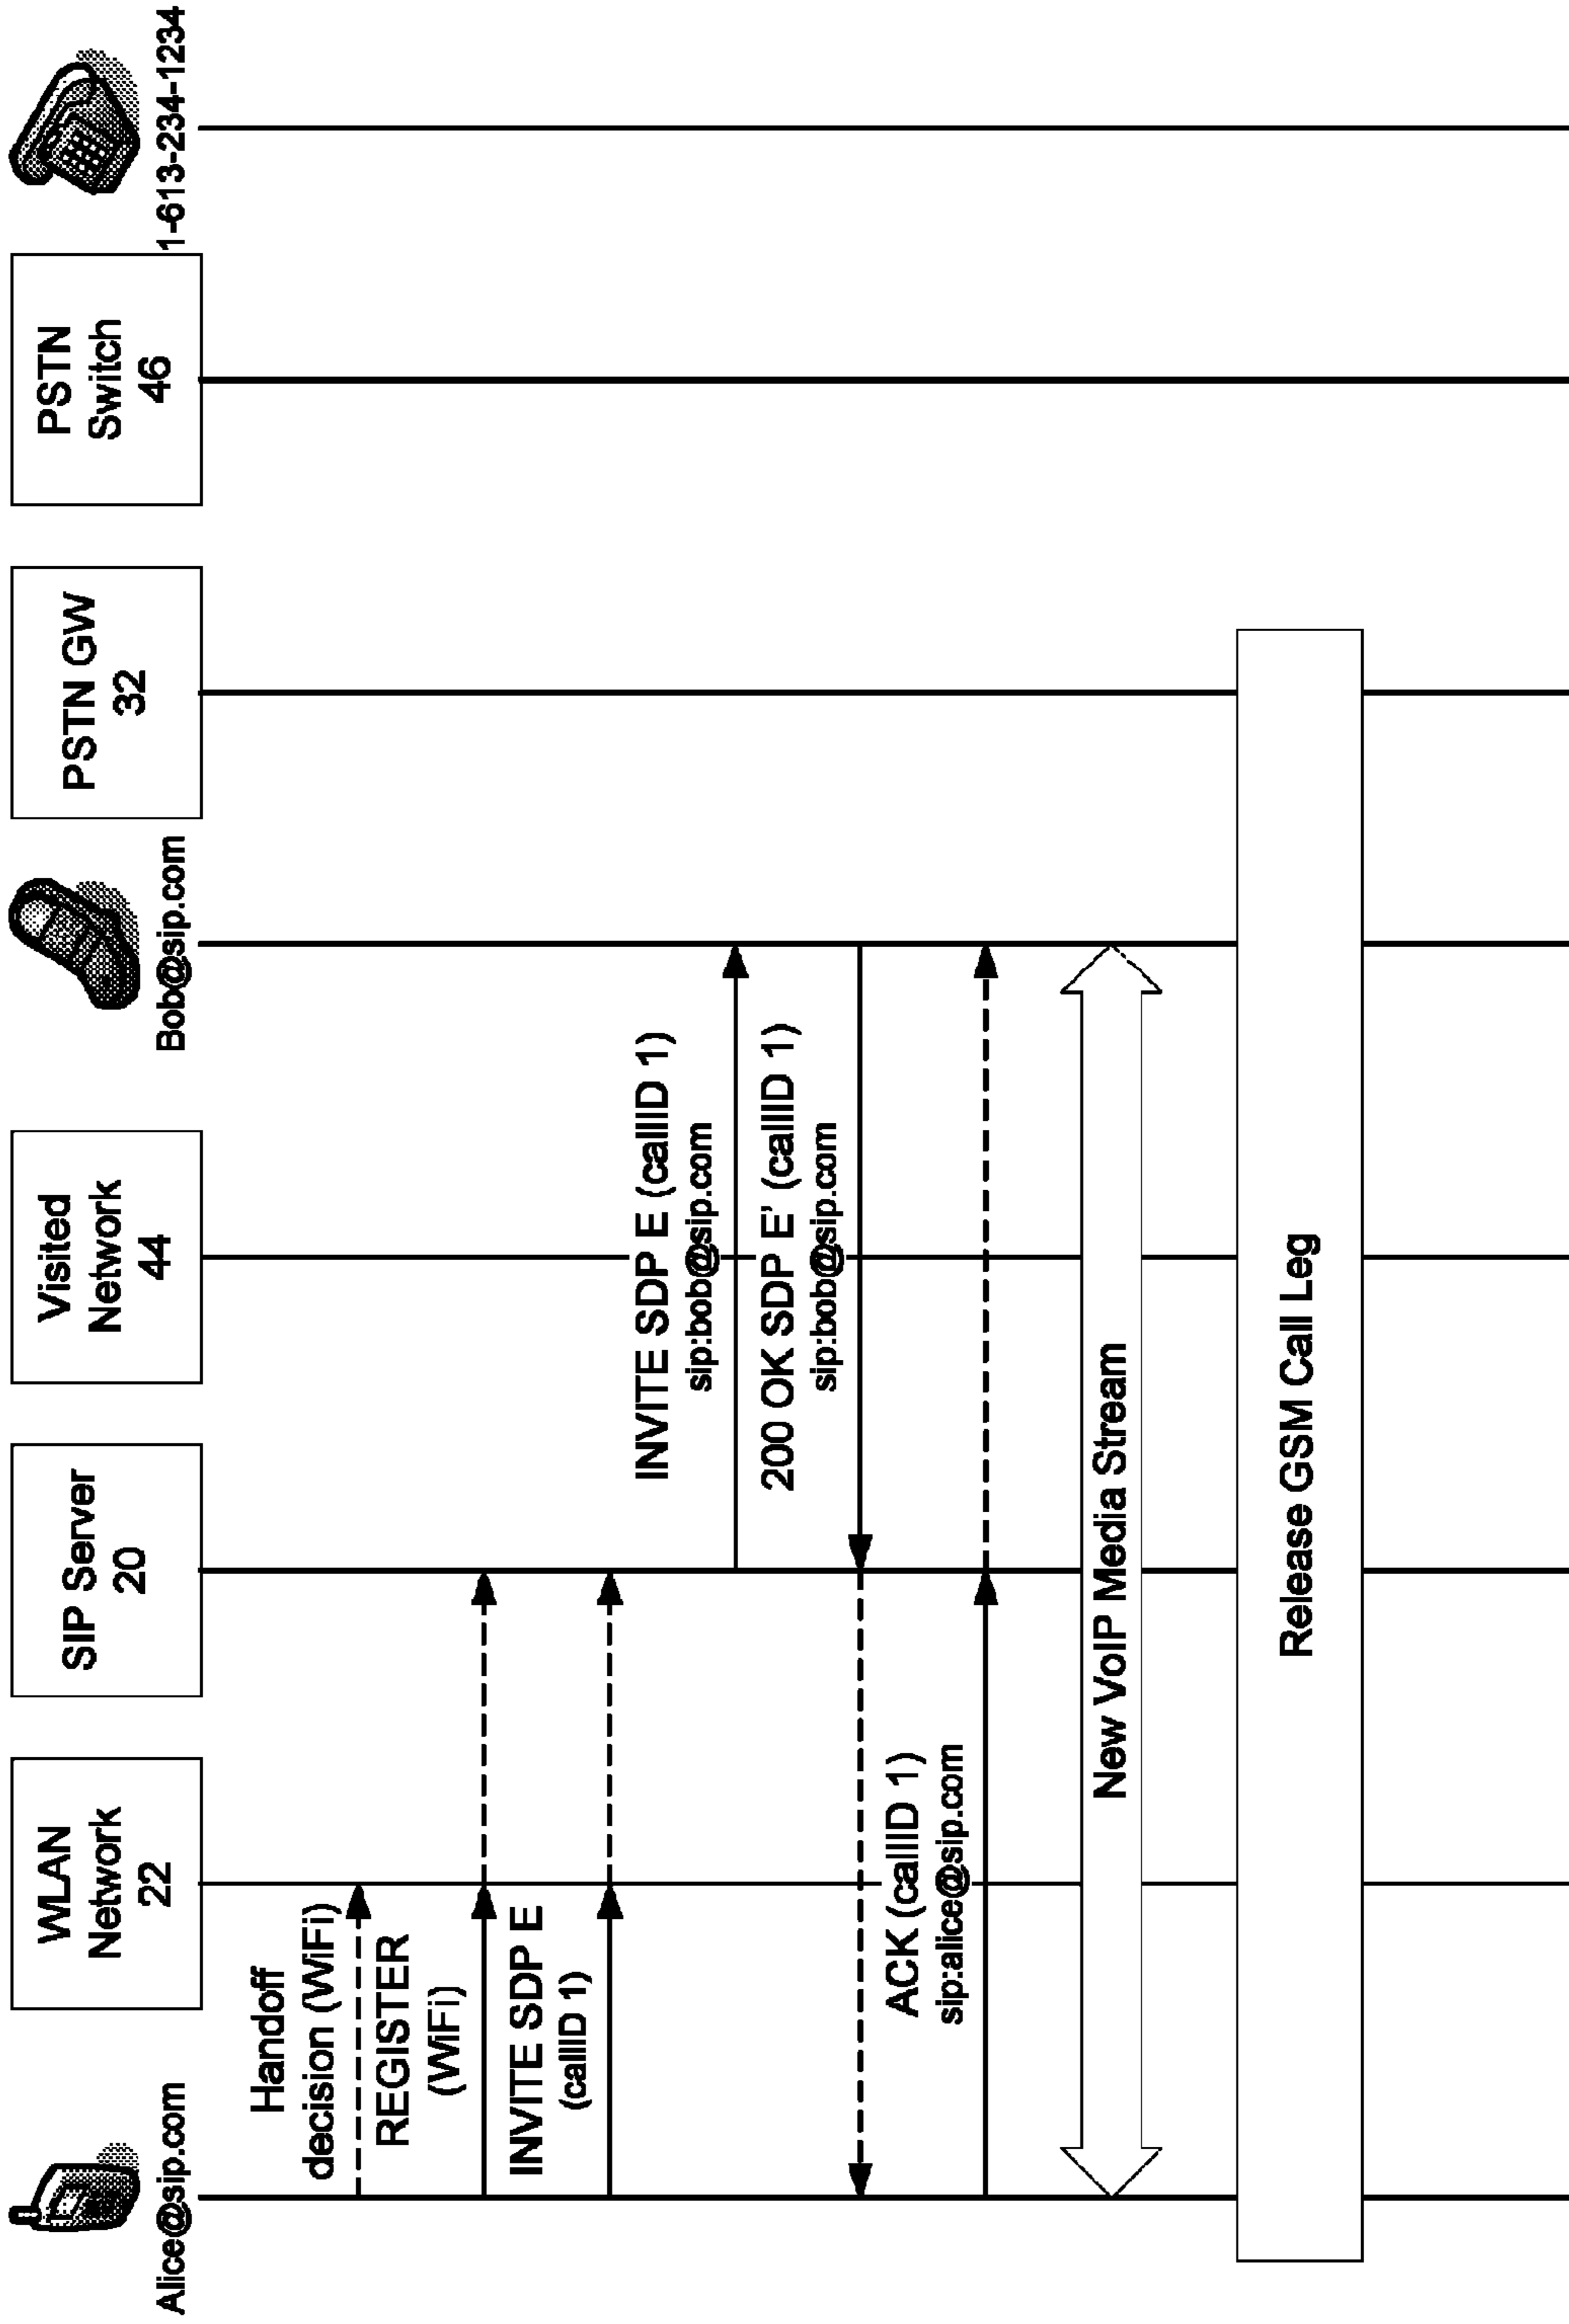 Alice@sip.com
WLAN
Network
22
SIP Server
20
Visited
Network
44
Bob@sip.com
PSTN GW
32
PSTN
Switch
46
1-613-234-1234
Handoff
decision (WiFi)
REGISTER
(WiFi)
INVITE SDP E
(callID 1)
INVITE SDP E (callID 1)
sip:bob@sip.com
200 OK SDP E' (callID 1)
sip:bob@sip.com
ACK (callID 1)
sip:alice@sip.com
New VoIP Media Stream
Release GSM Call Leg